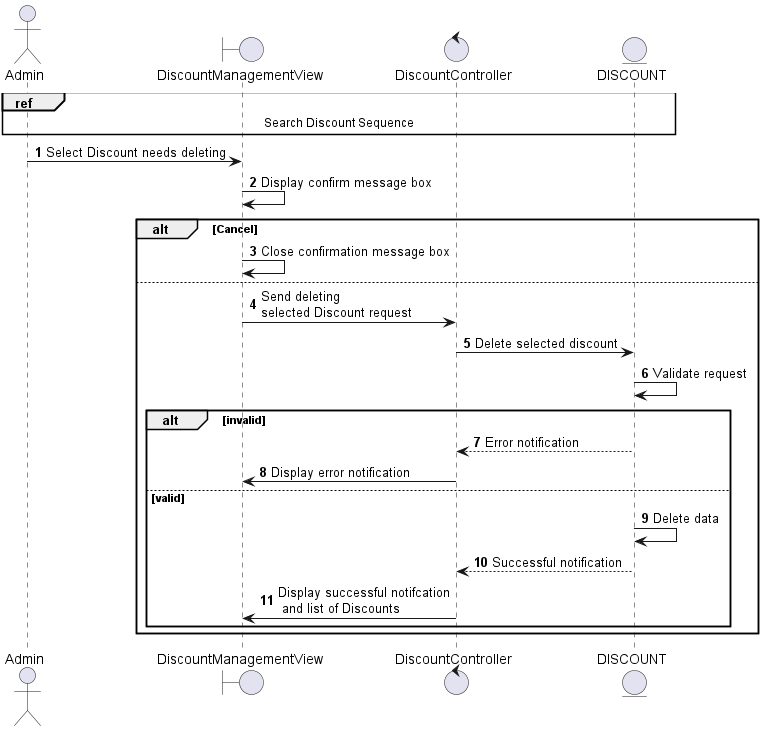 Admin
DiscountManagementView
DiscountController
DISCOUNT
ref
Search Discount Sequence
1 Select Discount needs deleting
2 Display confirm message box
alt [Cancel]
3 Close confirmation message box
4 Send deleting
selected Discount request
5 Delete selected discount
6 Validate request
alt [invalid]
7 Error notification
8 Display error notification
[valid]
9 Delete data
10 Successful notification
11 Display successful notifcation
and list of Discounts
Admin
DiscountManagementView
DiscountController
DISCOUNT